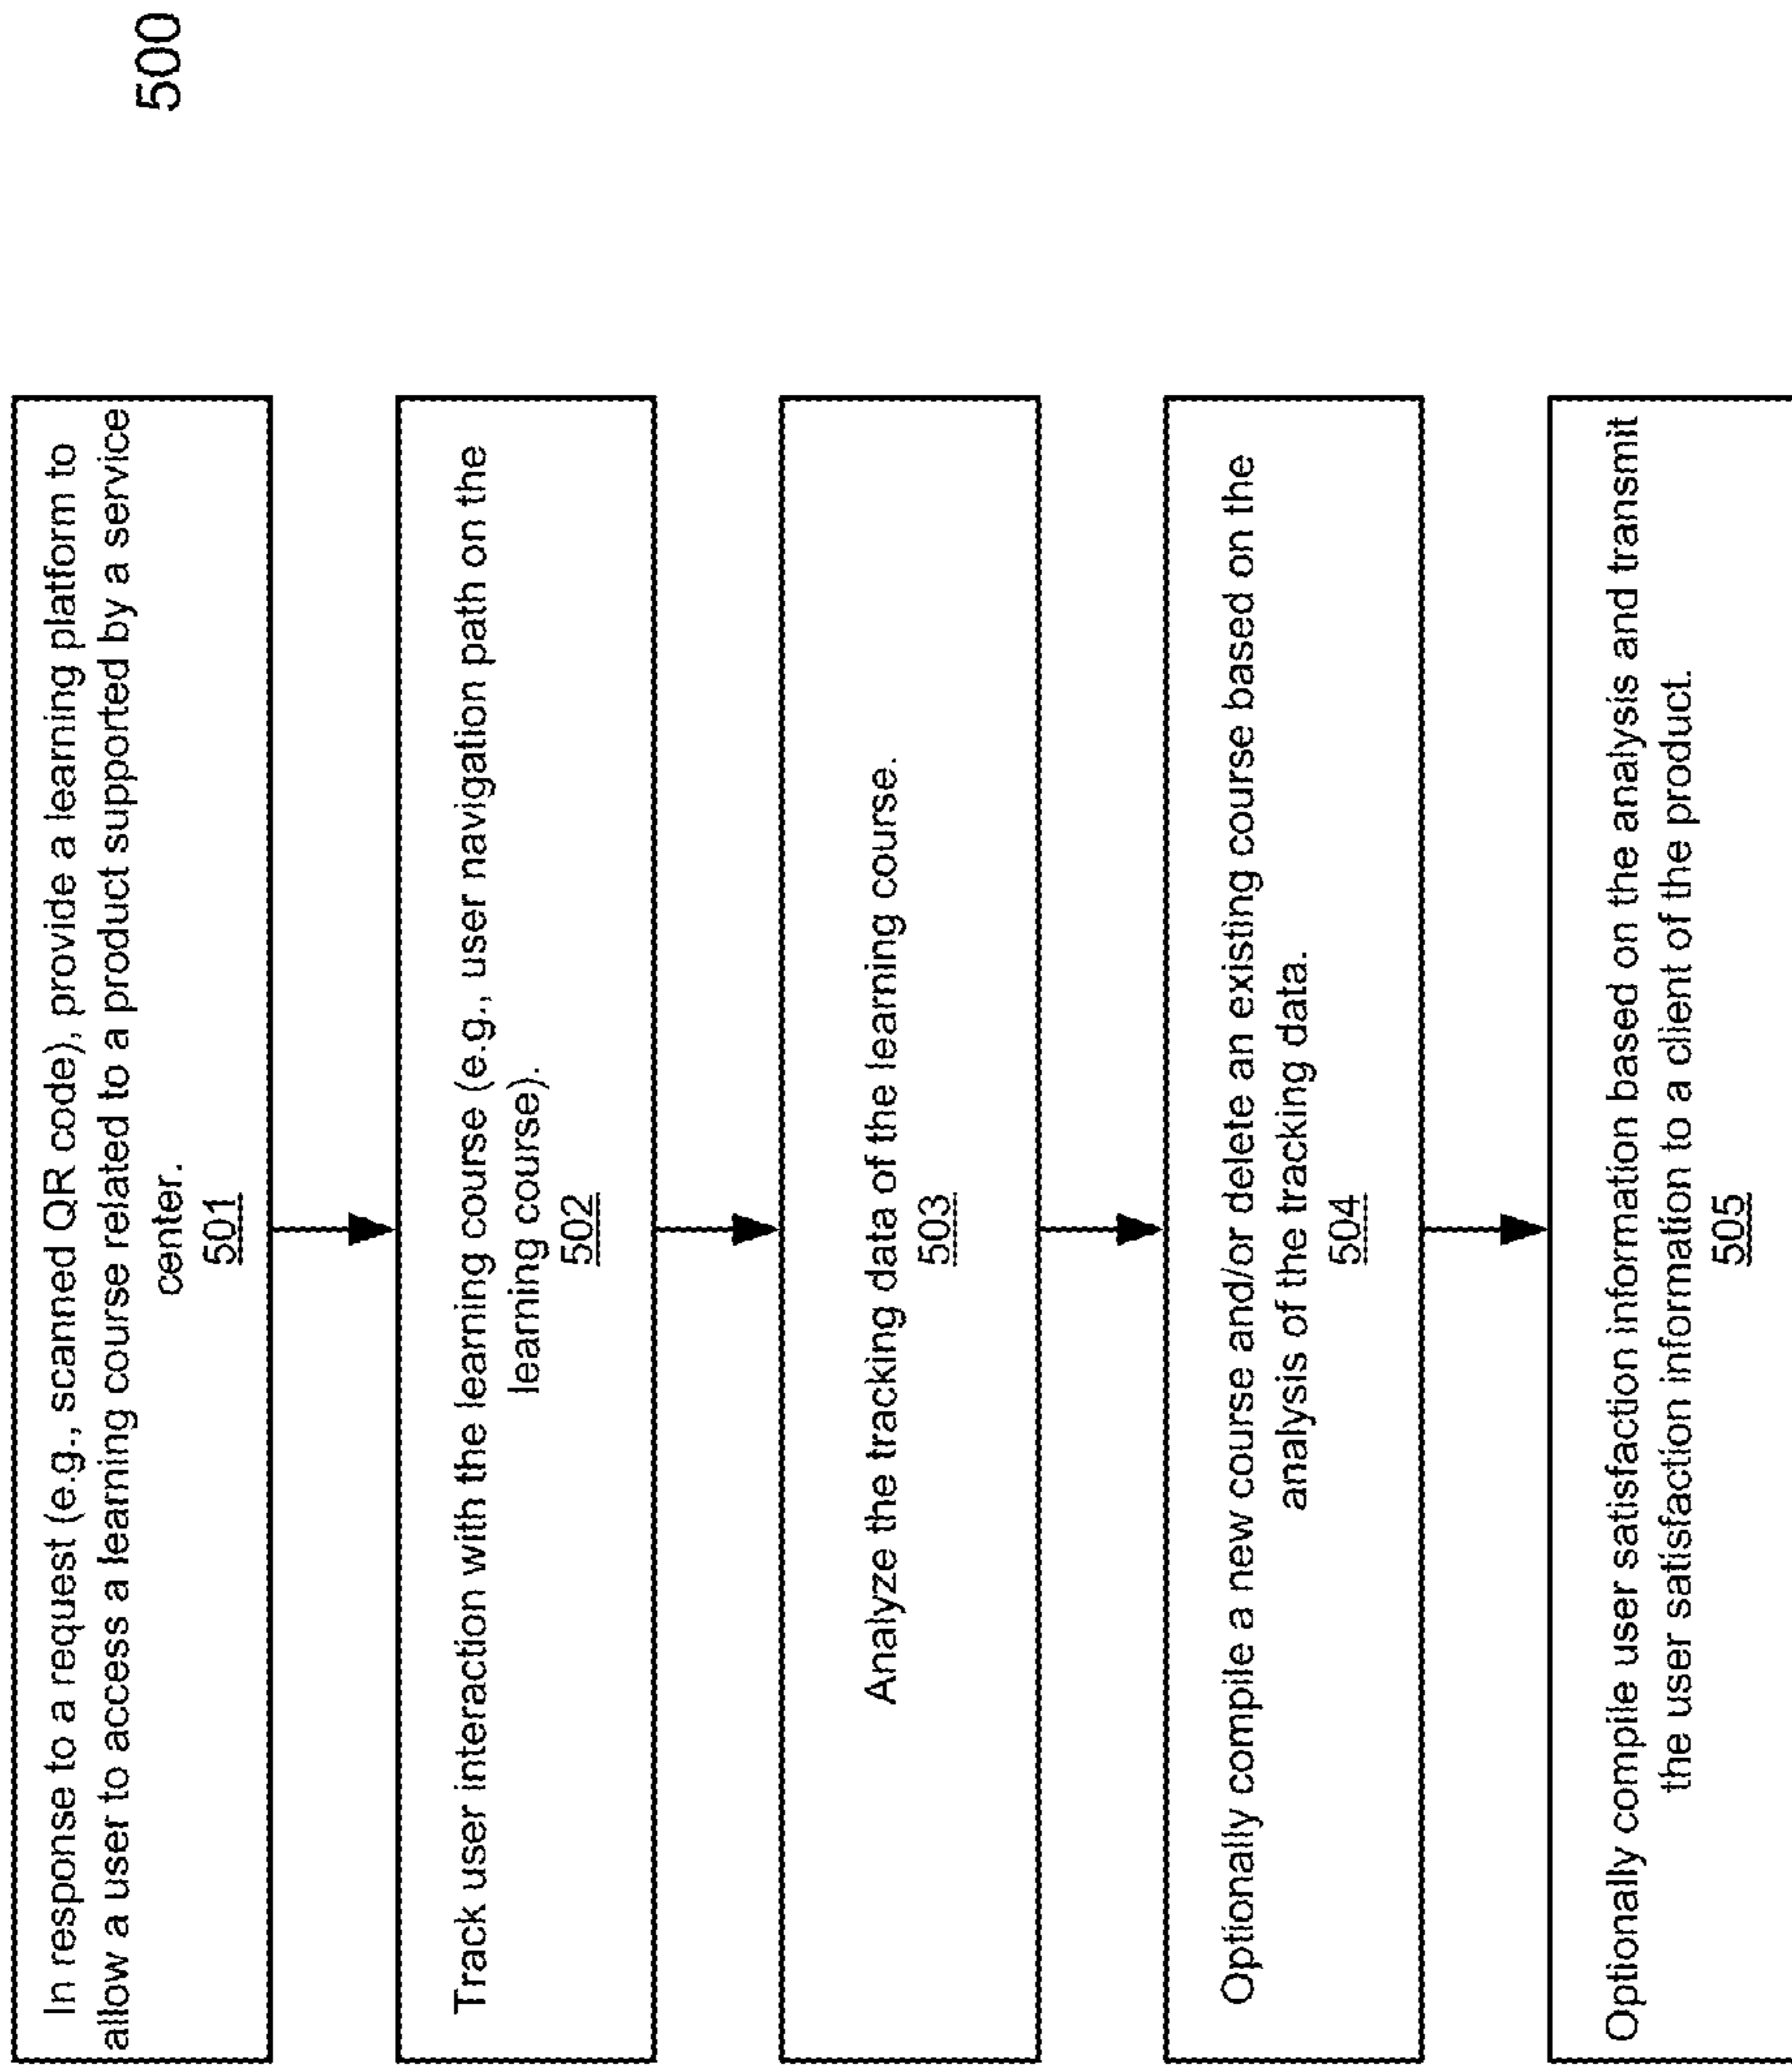 500
In response to a request (e.g., scanned QR code), provide a learning platform to
allow a user to access a learning course related to a product supported by a service
center.
501
Track user interaction with the learning course (e.g., user navigation path on the
learning course).
502
Analyze the tracking data of the learning course.
503
Optionally compile a new course and/or delete an existing course based on the
analysis of the tracking data.
504
Optionally compile user satisfaction information based on the analysis and transmit
the user satisfaction information to a client of the product.
505